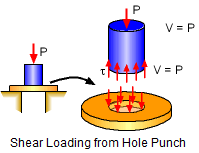 P
V = P
P
τ
V = P
Shear Loading from Hole Punch